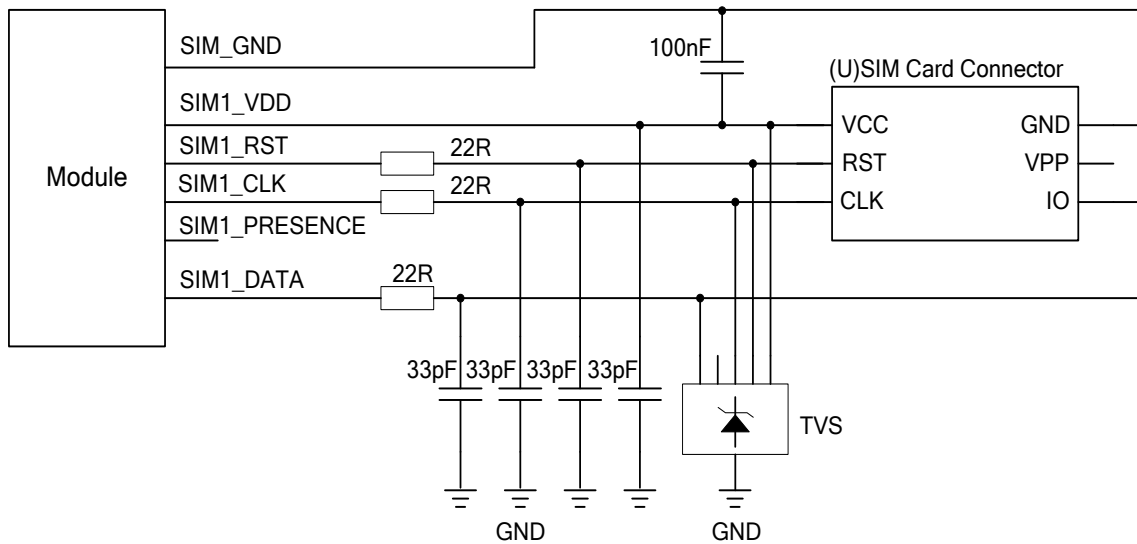 SIM_GND
100nF
(U)SIM Card Connector
SIM1_VDD
VCC
GND
SIM1_RST
22R
RST
VPP
Module
SIM1_CLK
22R
CLK
IO
SIM1_PRESENCE
SIM1_DATA
22R
33pF
33pF
33pF
33pF
TVS
GND
GND